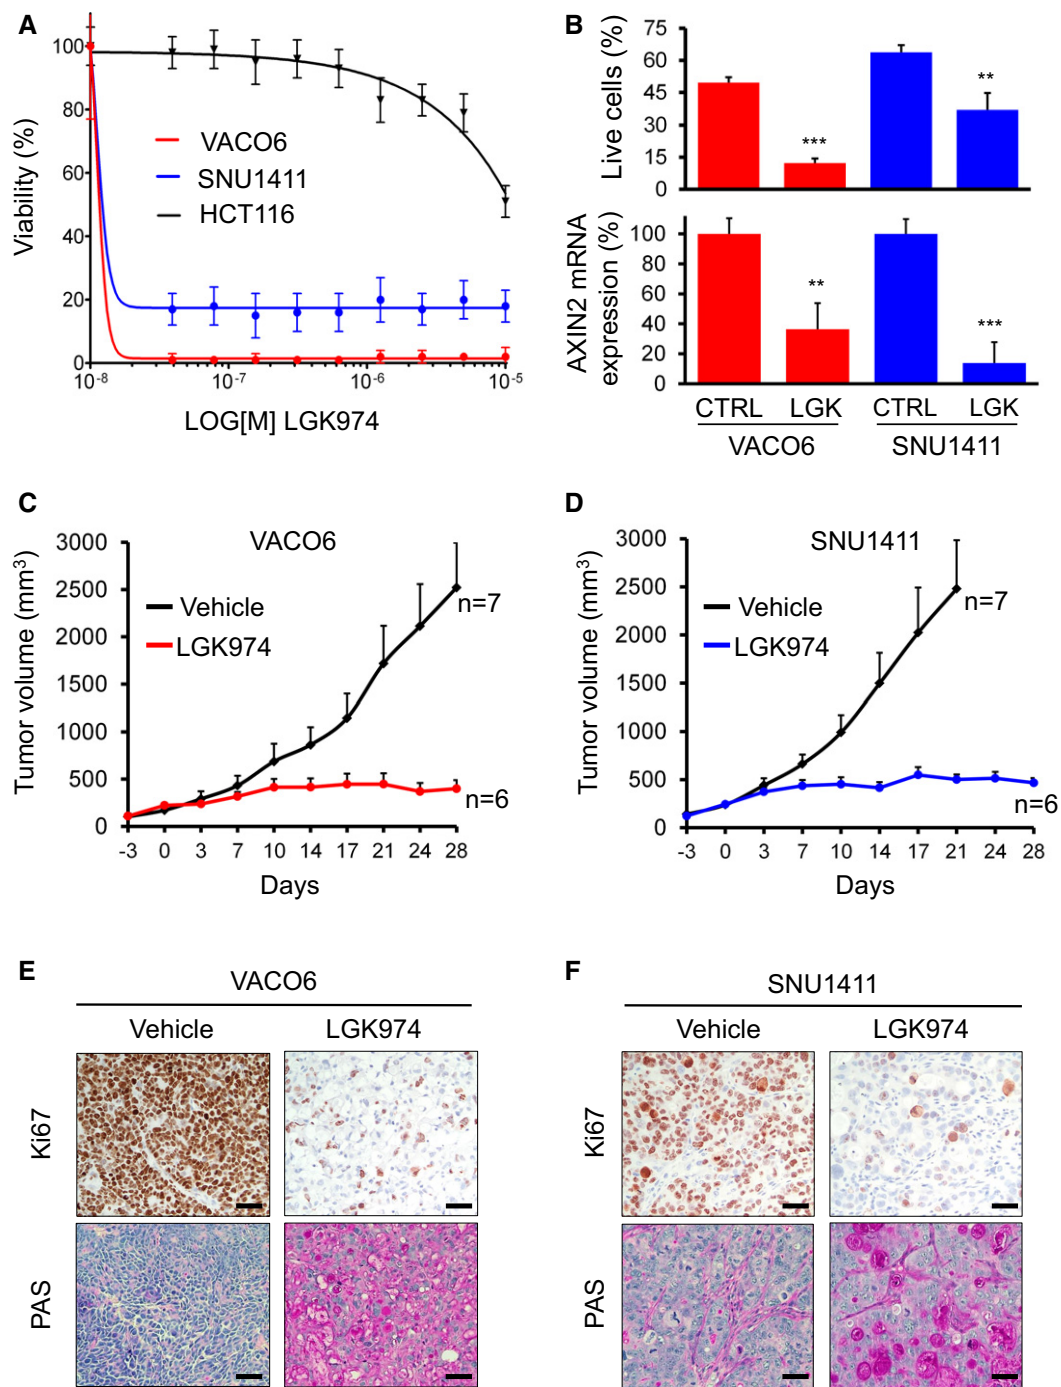 A
Viability (%)
100
80
60
40
20
0
VACO6
SNU1411
HCT116
10-8
10-7
10-6
10-5
LOG[M] LGK974
B
Live cells (%)
75
60
45
30
15
0
***
**
AXIN2 mRNA
expression (%)
100
80
60
40
20
0
**
***
CTRL LGK CTRL LGK
VACO6 SNU1411
C
VACO6
Tumor volume (mm3)
3000
2500
2000
1500
1000
500
0
Vehicle
LGK974
n=7
n=6
-3 0 3 7 10 14 17 21 24 28
Days
D
SNU1411
Tumor volume (mm3)
3000
2500
2000
1500
1000
500
0
Vehicle
LGK974
n=7
n=6
-3 0 3 7 10 14 17 21 24 28
Days
E
VACO6
Vehicle LGK974
Ki67
PAS
F
SNU1411
Vehicle LGK974
Ki67
PAS